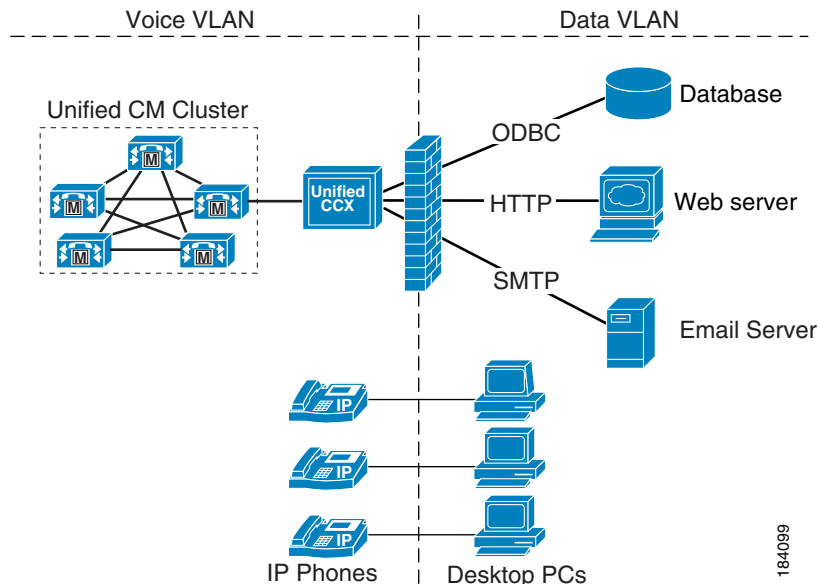 Voice VLAN
Data VLAN
Unified CM Cluster
M
M
M
M
M
Unified
CCX
ODBC
Database
HTTP
Web server
SMTP
Email Server
IP
IP
IP
IP Phones
Desktop PCs
184099